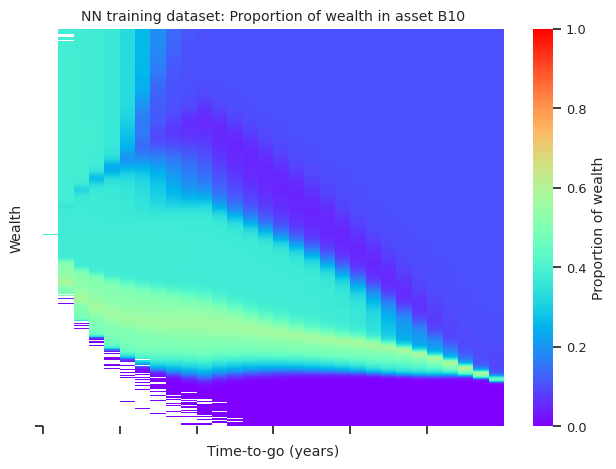 NN training dataset: Proportion of wealth in asset B10
Wealth
Time-to-go (years)
1.0
0.8
0.6
0.4
0.2
0.0
Proportion of wealth